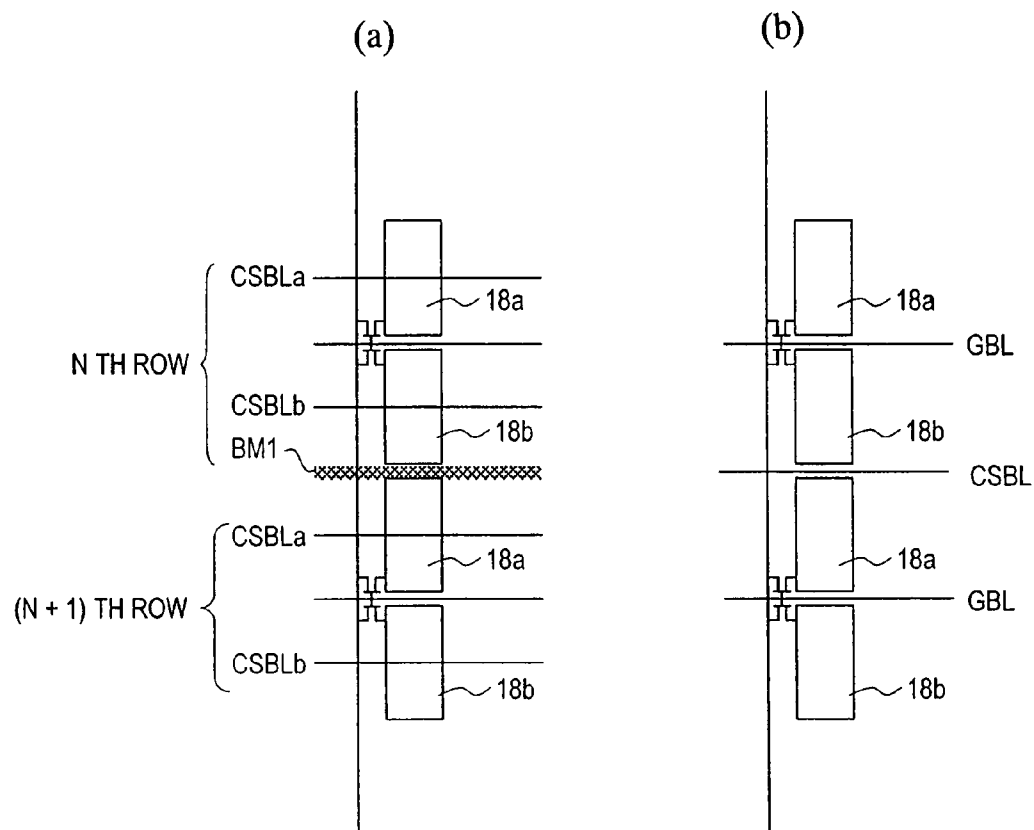 (a)
CSBLa
18a
N TH ROW
CSBLb
18b
BM1
CSBLa
18a
(N + 1) TH ROW
CSBLb
18b
(b)
18a
GBL
18b
CSBL
18a
GBL
18b